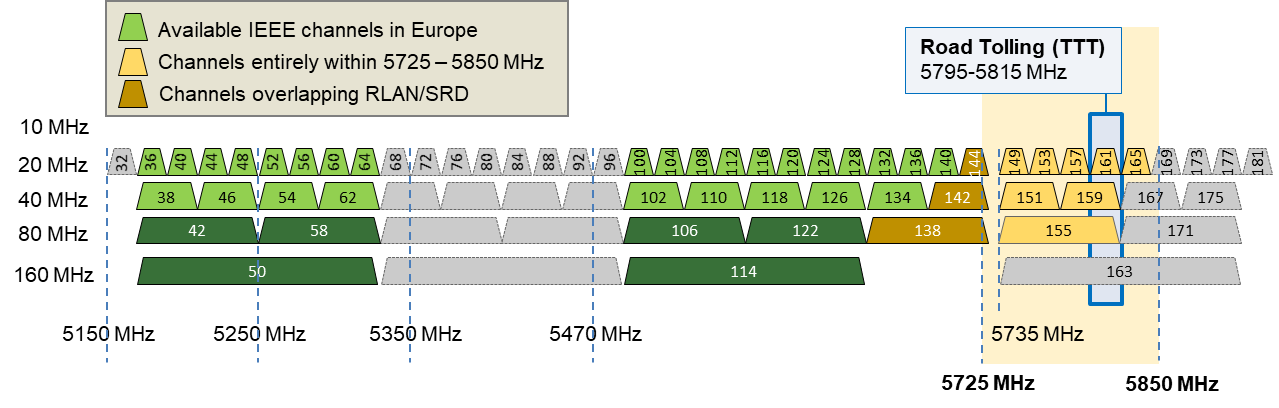 Available IEEE channels in Europe
Channels entirely within 5725 – 5850 MHz
Channels overlapping RLAN/SRD
Road Tolling (TTT)
5795-5815 MHz
10 MHz
20 MHz 32 36 40 44 48 52 56 60 64 68 72 76 80 84 88 92 96 100 104 108 112 116 120 124 128 132 136 140 144 149 153 157 161 165 169 173 177 181
40 MHz 38 46 54 62 102 110 118 126 134 142 151 159 167 175
80 MHz 42 58 106 122 138 155 171
160 MHz 50 114 163
5150 MHz 5250 MHz 5350 MHz 5470 MHz 5735 MHz
5725 MHz 5850 MHz